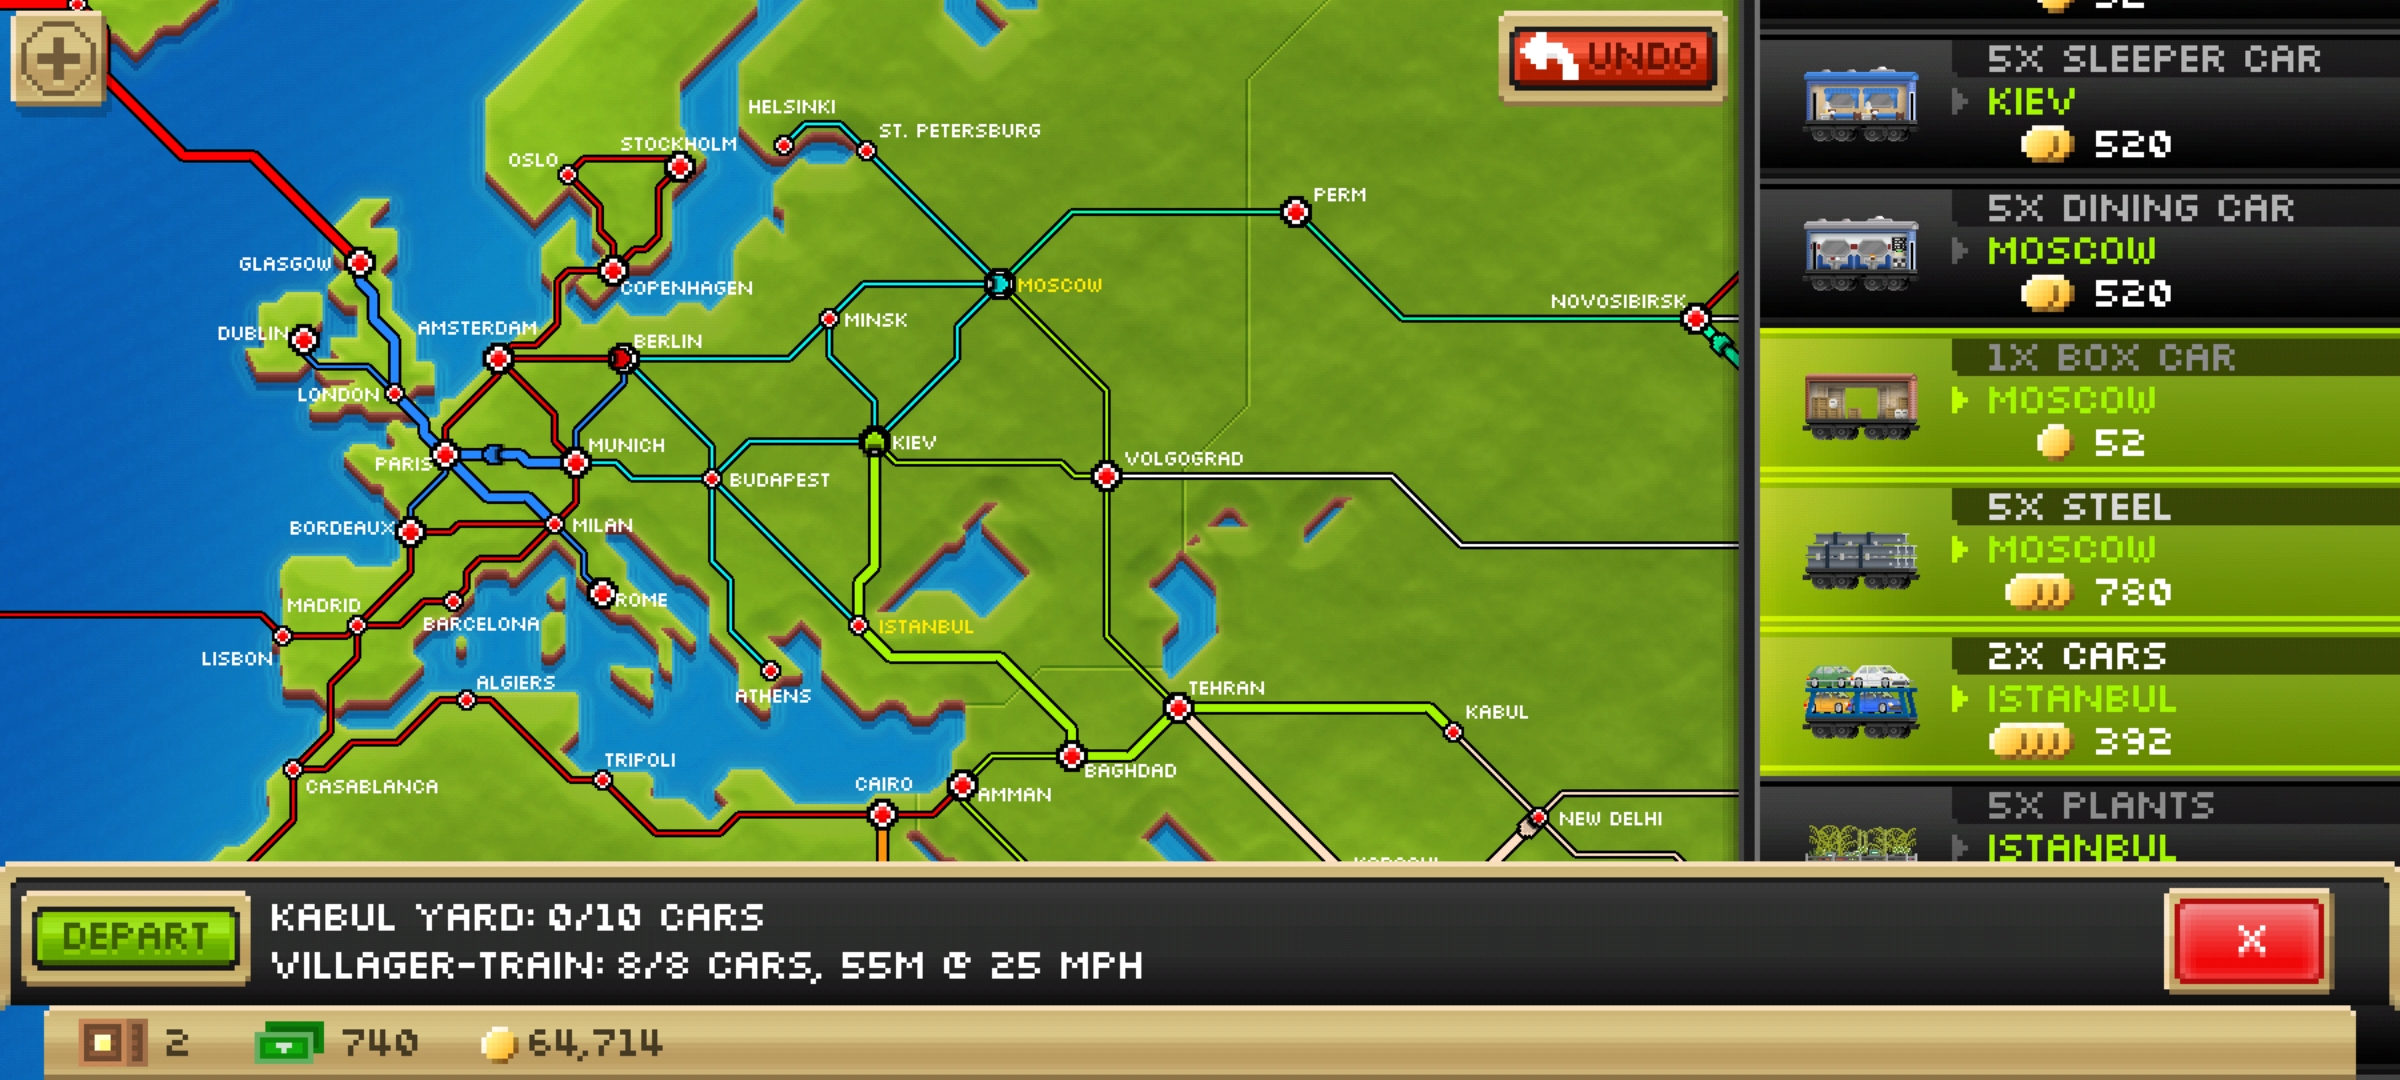 52
UNDO
5X SLEEPER CAR
KIEV
520
5X DINING CAR
MOSCOW
520
1X BOX CAR
MOSCOW
52
5X STEEL
MOSCOW
780
2X CARS
ISTANBUL
392
5X PLANTS
ISTANBUL
HELSINKI
ST. PETERSBURG
STOCKHOLM
OSLO
PERM
GLASGOW
MOSCOW
COPENHAGEN
NOVOSIBIRSK
DUBLIN
AMSTERDAM
MINSK
BERLIN
LONDON
MUNICH
KIEV
PARIS
VOLGOGRAD
BUDAPEST
BORDEAUX
MILAN
ROME
MADRID
BARCELONA
ISTANBUL
LISBON
ALGIERS
ATHENS
TEHRAN
KABUL
TRIPOLI
CASABLANCA
CAIRO
BAGHDAD
AMMAN
NEW DELHI
DEPART
KABUL YARD: 0/10 CARS
VILLAGER-TRAIN: 8/8 CARS, 55M @ 25 MPH
X
2
740
64,714